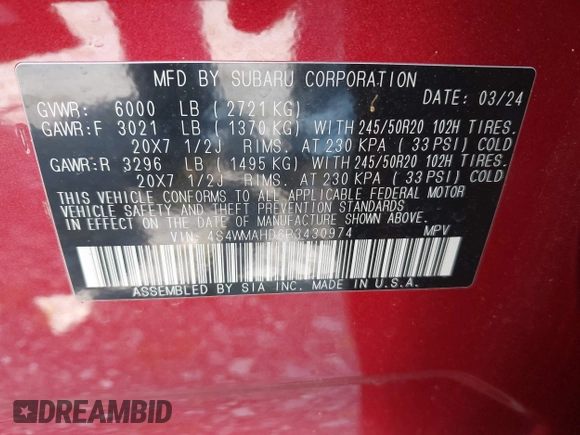 MFD BY SUBARU CORPORATION
GVWR: 6000 LB ( 2721 KG) DATE: 03/24
GAWR:F 3021 LB ( 1370 KG) WITH 245/50R20 102H TIRES.
20X7 1/2J RIMS. AT 230 KPA ( 33 PSI) COLD
GAWR:R 3296 LB ( 1495 KG) WITH 245/50R20 102H TIRES.
20X7 1/2J RIMS. AT 230 KPA ( 33 PSI) COLD
THIS VEHICLE CONFORMS TO ALL APPLICABLE FEDERAL MOTOR
VEHICLE SAFETY AND THEFT PREVENTION STANDARDS
IN EFFECT ON THE DATE OF MANUFACTURE SHOWN ABOVE.
VIN: MPV
ASSEMBLED BY SIA INC. MADE IN U.S.A.
DREAMBID